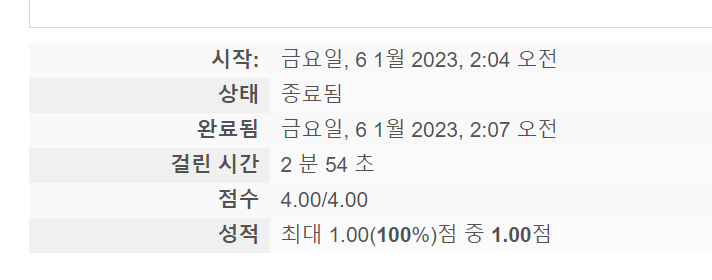 시작: 금요일, 6 1월 2023, 2:04 오전
상태 종료됨
완료됨 금요일, 6 1월 2023, 2:07 오전
걸린 시간 2 분 54 초
점수 4.00/4.00
성적 최대 1.00(100%)점 중 1.00점